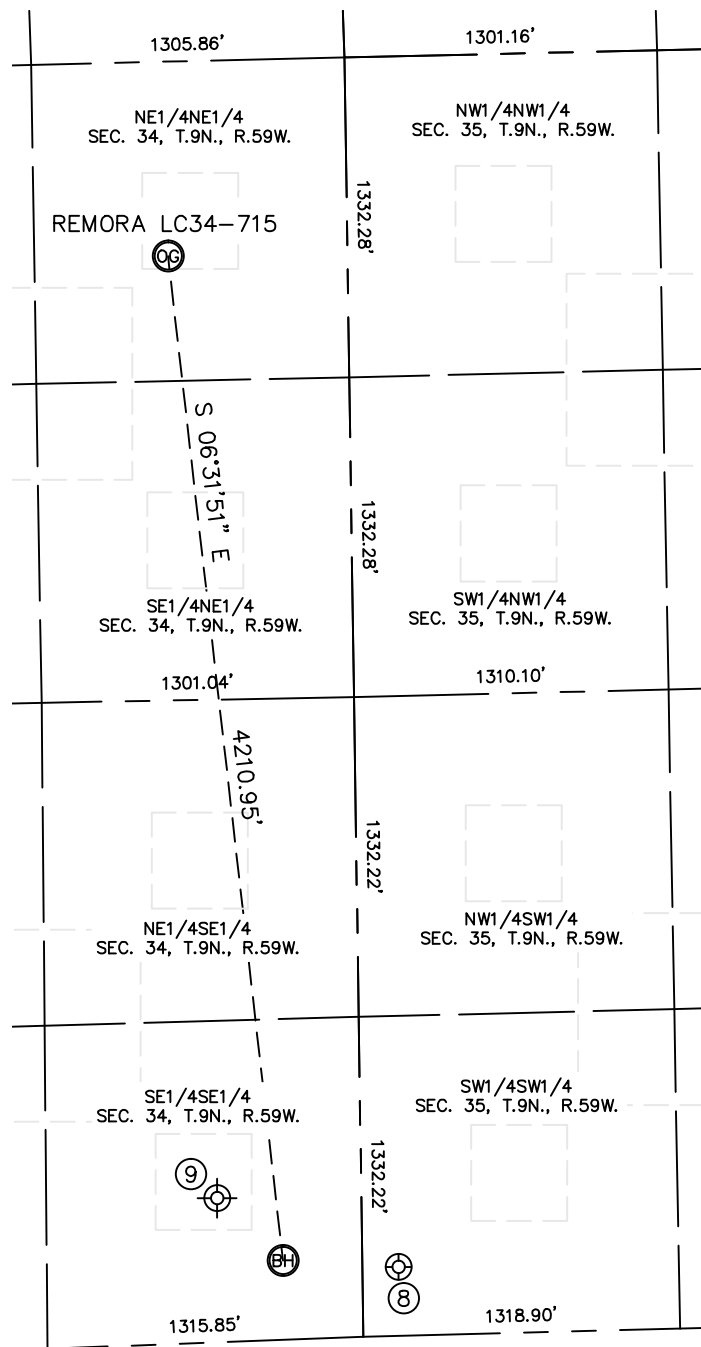 1305.86'
1301.16'
NE1/4NE1/4
SEC. 34, T.9N., R.59W.
NW1/4NW1/4
SEC. 35, T.9N., R.59W.
1332.28'
REMORA LC34-715
OG
S 06°31'51" E
1332.28'
SE1/4NE1/4
SEC. 34, T.9N., R.59W.
SW1/4NW1/4
SEC. 35, T.9N., R.59W.
1301.04'
1310.10'
4210.95'
1332.22'
NE1/4SE1/4
SEC. 34, T.9N., R.59W.
NW1/4SW1/4
SEC. 35, T.9N., R.59W.
SE1/4SE1/4
SEC. 34, T.9N., R.59W.
SW1/4SW1/4
SEC. 35, T.9N., R.59W.
1332.22'
9
BH
8
1315.85'
1318.90'